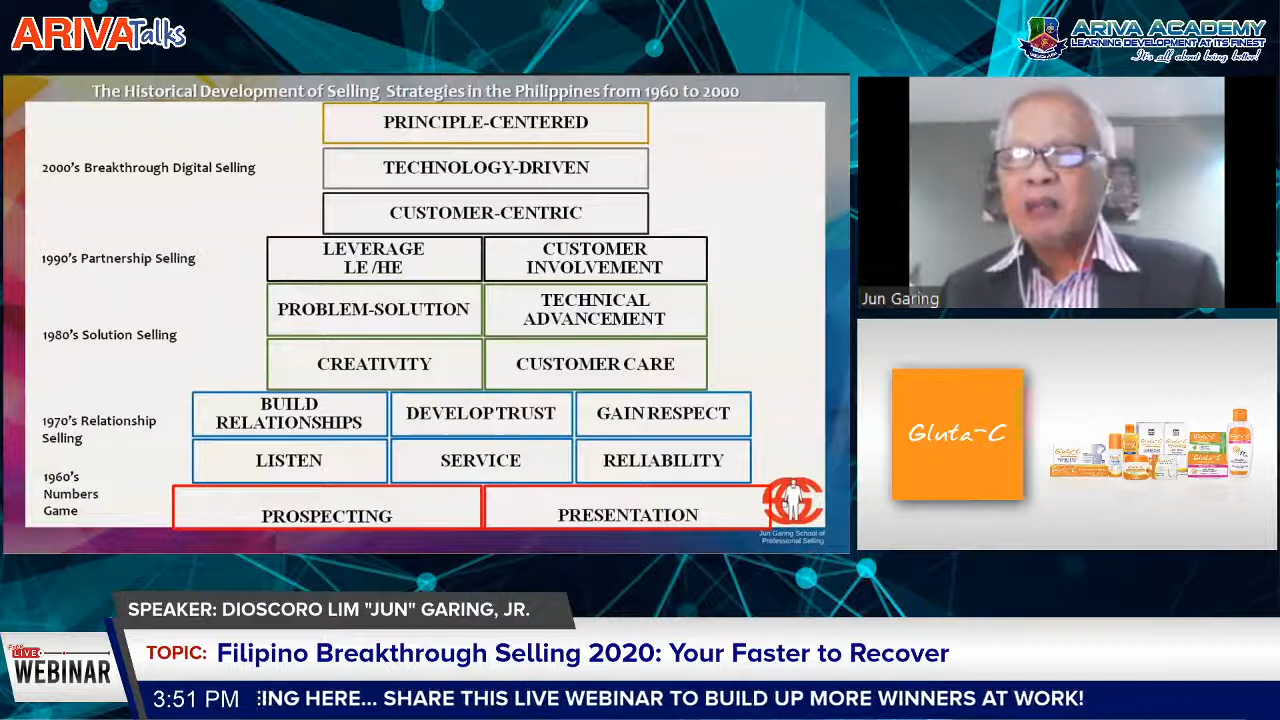 ARIVATalks
ARIVA ACADEMY
LEARNING DEVELOPMENT AT ITS FINEST
It's all about being better!
The Historical Development of Selling Strategies in the Philippines from 1960 to 2000
PRINCIPLE-CENTERED
2000's Breakthrough Digital Selling
TECHNOLOGY-DRIVEN
CUSTOMER-CENTRIC
1990's Partnership Selling
LEVERAGE
LE /HE
CUSTOMER
INVOLVEMENT
1980's Solution Selling
PROBLEM-SOLUTION
TECHNICAL
ADVANCEMENT
CREATIVITY
CUSTOMER CARE
1970's Relationship
Selling
BUILD
RELATIONSHIPS
DEVELOP TRUST
GAIN RESPECT
LISTEN
SERVICE
RELIABILITY
1960's
Numbers
Game
PROSPECTING
PRESENTATION
Jun Garing School of
Professional Selling
Jun Garing
Gluta-C
SPEAKER: DIOSCORO LIM "JUN" GARING, JR.
Free
LIVE
WEBINAR
TOPIC: Filipino Breakthrough Selling 2020: Your Faster to Recover
3:51 PM
ING HERE... SHARE THIS LIVE WEBINAR TO BUILD UP MORE WINNERS AT WORK!